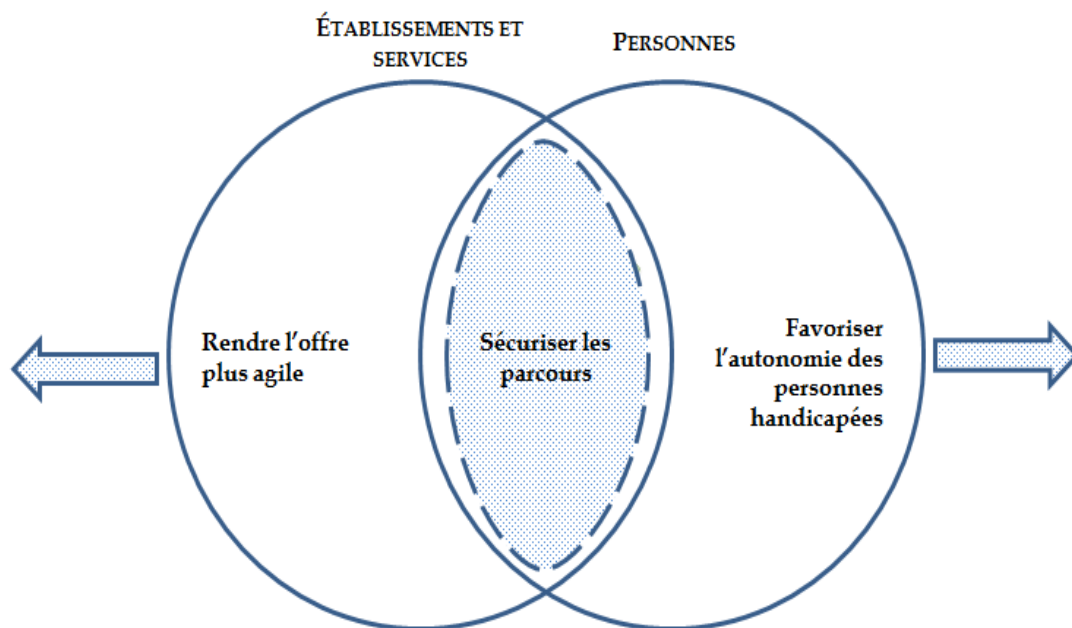 ÉTABLISSEMENTS ET
SERVICES
PERSONNES
Rendre l'offre
plus agile
Sécuriser les
parcours
Favoriser
l'autonomie des
personnes
handicapées